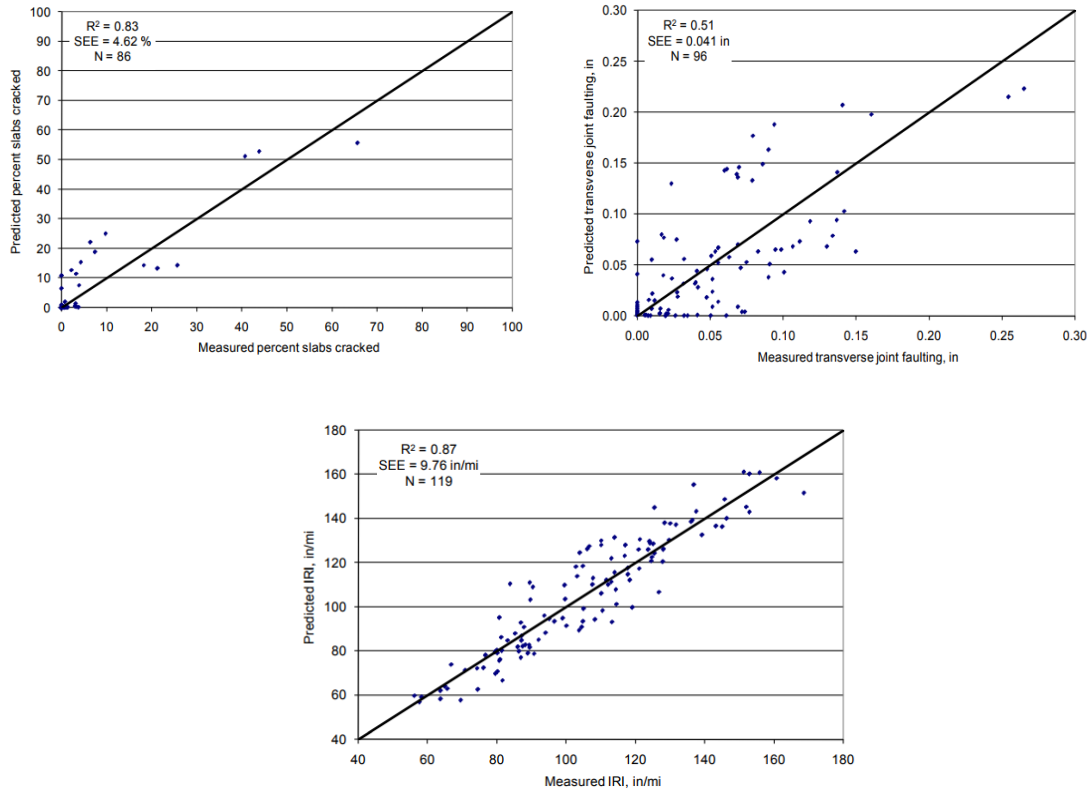 R² = 0.83
SEE = 4.62 %
N = 86
100
90
80
70
60
50
40
30
20
10
0
Predicted percent slabs cracked
0 10 20 30 40 50 60 70 80 90 100
Measured percent slabs cracked
R² = 0.51
SEE = 0.041 in
N = 96
0.30
0.25
0.20
0.15
0.10
0.05
0.00
Predicted transverse joint faulting, in
0.00 0.05 0.10 0.15 0.20 0.25 0.30
Measured transverse joint faulting, in
R² = 0.87
SEE = 9.76 in/mi
N = 119
180
160
140
120
100
80
60
40
Predicted IRI, in/mi
40 60 80 100 120 140 160 180
Measured IRI, in/mi